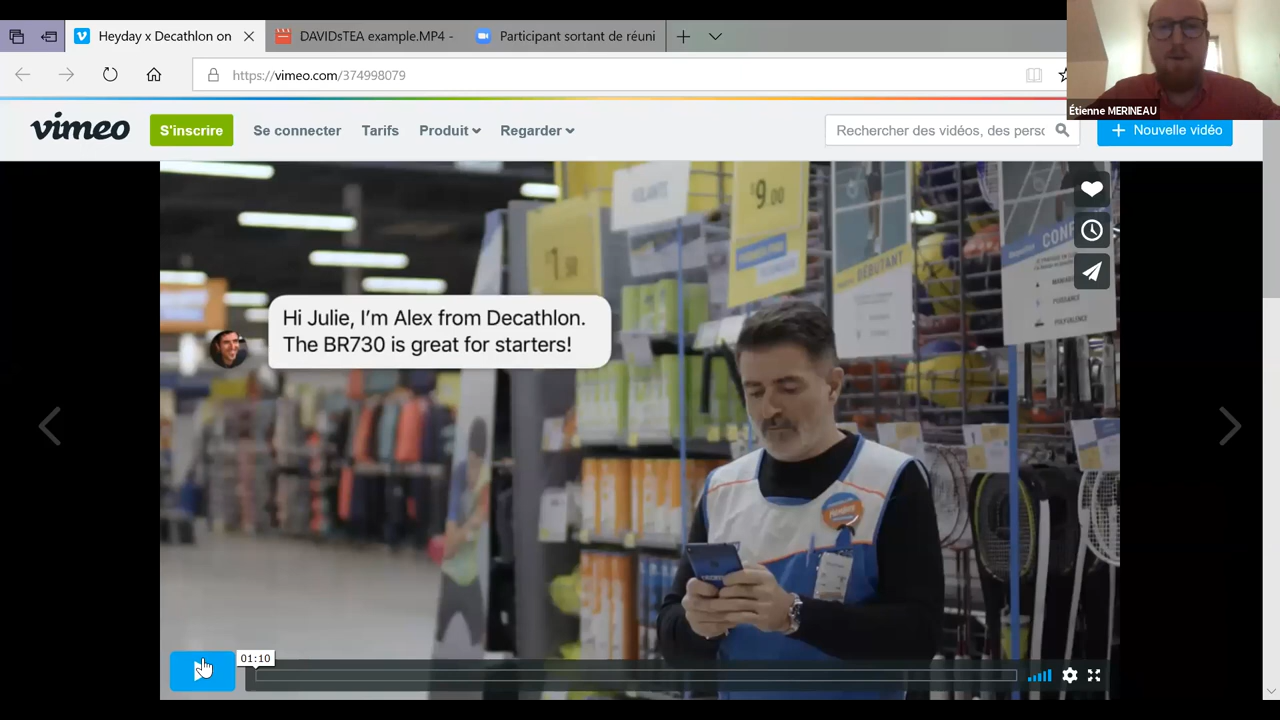 Heyday x Decathlon on
DAVIDsTEA example.MP4 -
Participant sortant de réuni
https://vimeo.com/374998079
Étienne MERINEAU
vimeo
S'inscrire
Se connecter
Tarifs
Produit
Regarder
Rechercher des vidéos, des perso
Nouvelle vidéo
VOLANTS
$9.00
DÉBUTANT
Hi Julie, I'm Alex from Decathlon.
The BR730 is great for starters!
01:10